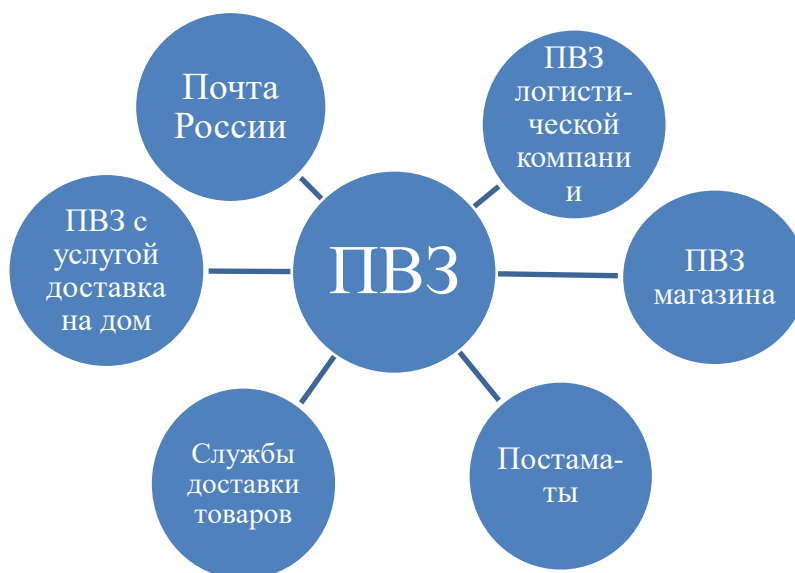 Почта
России
ПВЗ
логисти-
ческой
компани
и
ПВЗ с
услугой
доставка
на дом
ПВЗ
ПВЗ
магазина
Службы
доставки
товаров
Постама-
ты